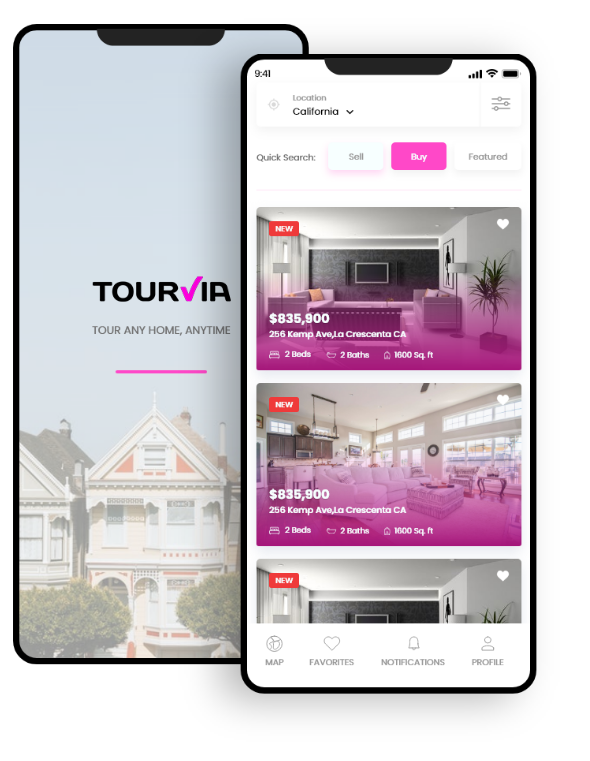 TOURVIA
TOUR ANY HOME, ANYTIME
9:41
Location
California
Quick Search:
Sell
Buy
Featured
NEW
$835,900
256 Kemp Ave,La Crescenta CA
2 Beds
2 Baths
1600 Sq. ft
NEW
$835,900
256 Kemp Ave,La Crescenta CA
2 Beds
2 Baths
1600 Sq. ft
NEW
MAP
FAVORITES
NOTIFICATIONS
PROFILE